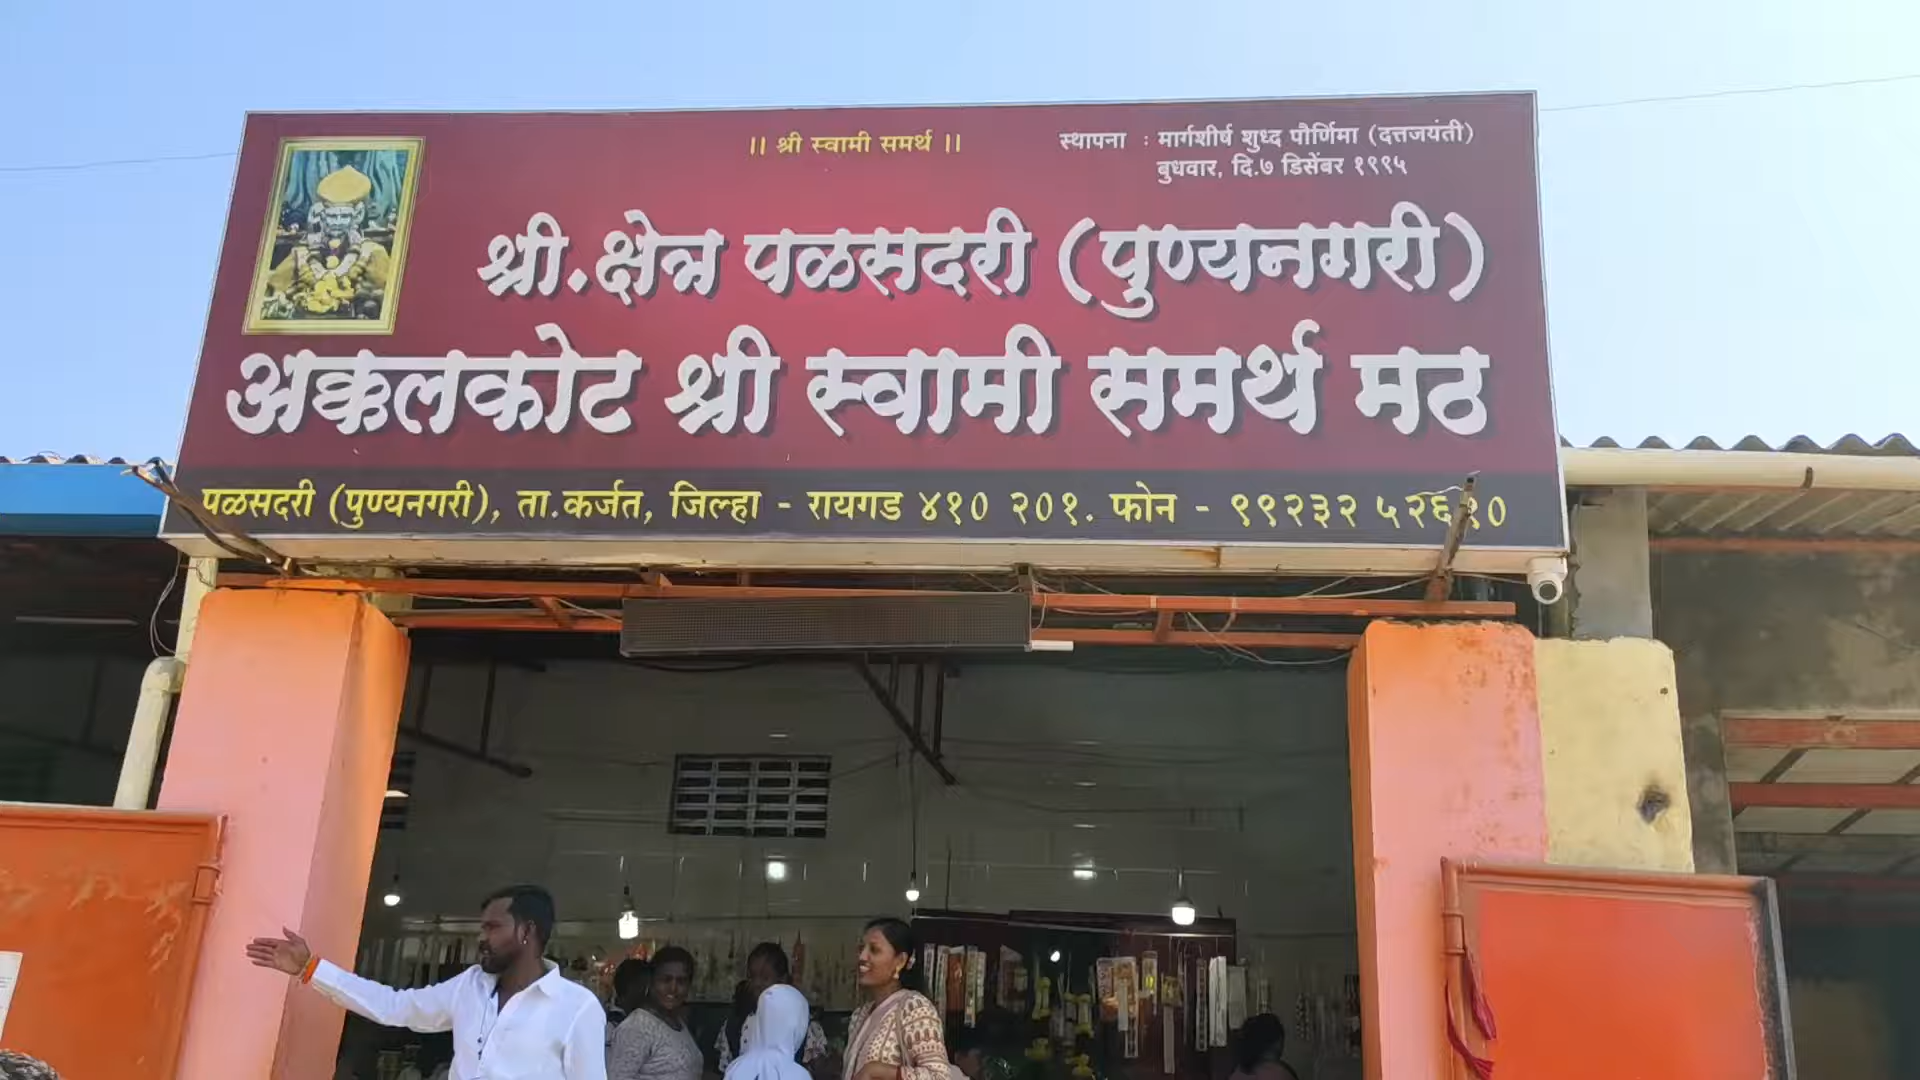 ।। श्री स्वामी समर्थ ।।
स्थापना : मार्गशीर्ष शुध्द पौर्णिमा (दत्तजयंती)
बुधवार, दि.७ डिसेंबर १९९५
श्री.क्षेत्र पळसदरी (पुण्यनगरी)
अक्कलकोट श्री स्वामी समर्थ मठ
पळसदरी (पुण्यनगरी), ता.कर्जत, जिल्हा - रायगड ४१० २०१. फोन - ९९२३२